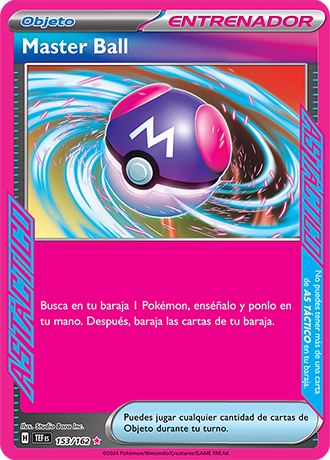 Objeto
ENTRENADOR
Master Ball
M
AS TÁCTICO
AS TÁCTICO
No puedes tener más de 1 carta
de AS TÁCTICO en tu baraja.
Busca en tu baraja 1 Pokémon, enséñalo y ponlo en
tu mano. Después, baraja las cartas de tu baraja.
Ilus. Studio Bora Inc.
H TEF ES 153/162
Puedes jugar cualquier cantidad de cartas de
Objeto durante tu turno.
©2024 Pokémon/Nintendo/Creatures/GAME FREAK